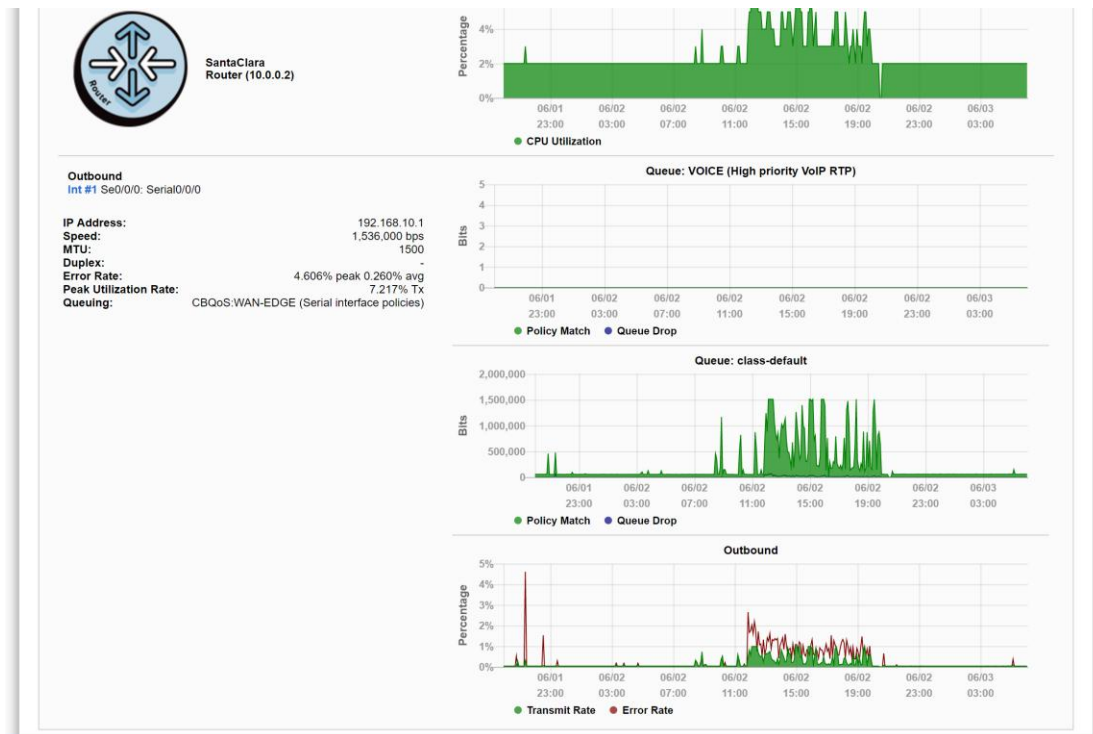 Router
SantaClara
Router (10.0.0.2)
Percentage
4%
2%
0%
06/01 06/02 06/02 06/02 06/02 06/02 06/02 06/03
23:00 03:00 07:00 11:00 15:00 19:00 23:00 03:00
CPU Utilization
Outbound
Int #1 Se0/0/0: Serial0/0/0
IP Address: 192.168.10.1
Speed: 1,536,000 bps
MTU: 1500
Duplex: -
Error Rate: 4.606% peak 0.260% avg
Peak Utilization Rate: 7.217% Tx
Queuing: CBQoS:WAN-EDGE (Serial interface policies)
Queue: VOICE (High priority VoIP RTP)
Bits
5
4
3
2
1
0
06/01 06/02 06/02 06/02 06/02 06/02 06/02 06/03
23:00 03:00 07:00 11:00 15:00 19:00 23:00 03:00
Policy Match Queue Drop
Queue: class-default
Bits
2,000,000
1,500,000
1,000,000
500,000
0
06/01 06/02 06/02 06/02 06/02 06/02 06/02 06/03
23:00 03:00 07:00 11:00 15:00 19:00 23:00 03:00
Policy Match Queue Drop
Outbound
Percentage
5%
4%
3%
2%
1%
0%
06/01 06/02 06/02 06/02 06/02 06/02 06/02 06/03
23:00 03:00 07:00 11:00 15:00 19:00 23:00 03:00
Transmit Rate Error Rate